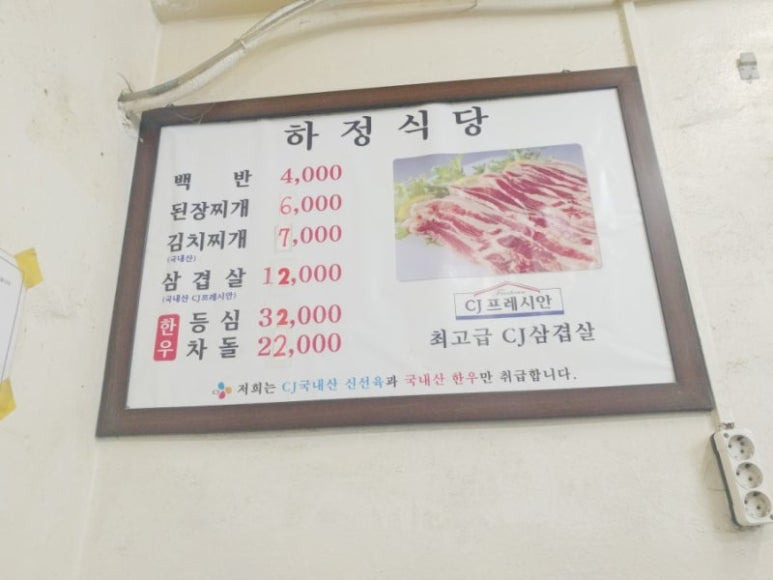 하정식당
백 반 4,000
된장찌개 6,000
김치찌개 7,000
(국내산)
삼겹살 12,000
(국내산 CJ프레시안)
한우
등심 32,000
차돌 22,000
CJ프레시안
최고급 CJ삼겹살
저희는 CJ국내산 신선육과 국내산 한우만 취급합니다.